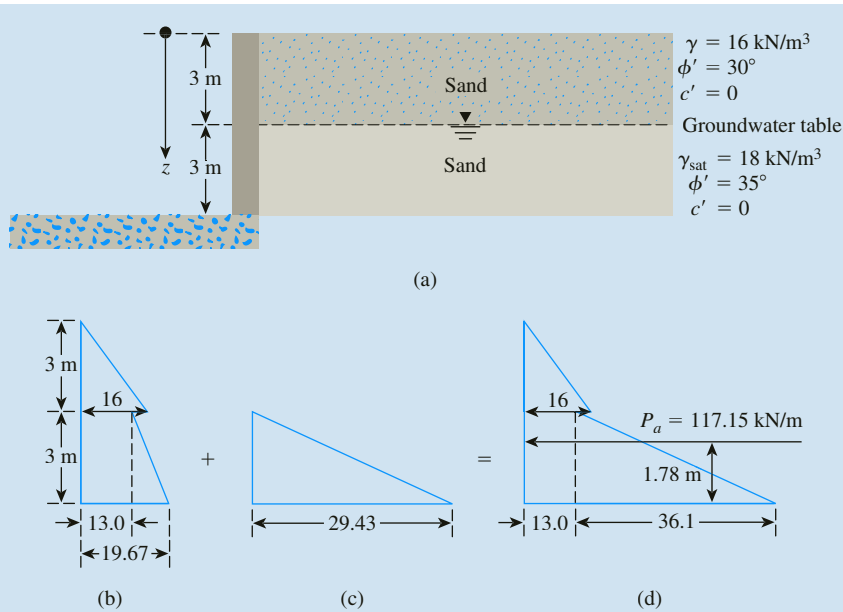 γ = 16 kN/m³
ϕ′ = 30°
c′ = 0
3 m
Sand
Groundwater table
3 m
z
Sand
γsat = 18 kN/m³
ϕ′ = 35°
c′ = 0
(a)
3 m
16
3 m
13.0
19.67
(b)
+
29.43
(c)
=
16
Pa = 117.15 kN/m
1.78 m
13.0
36.1
(d)